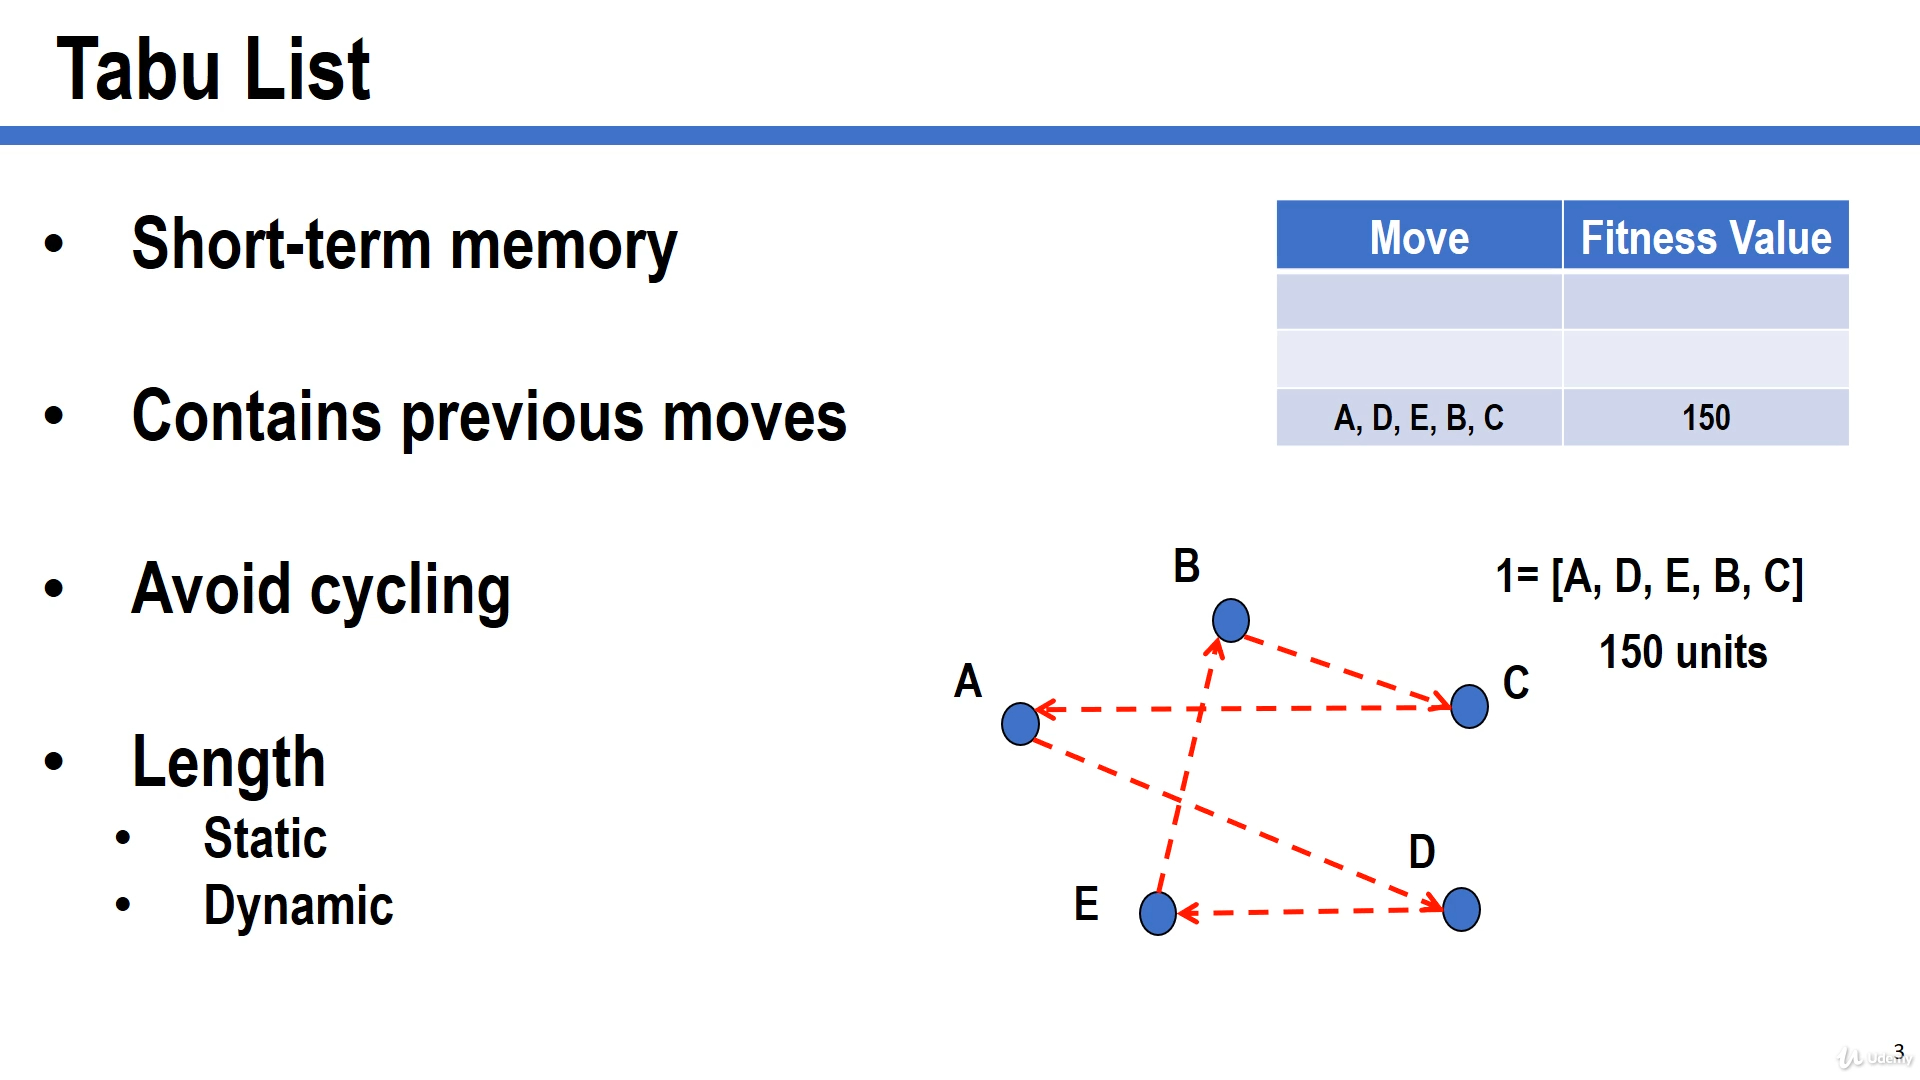 Tabu List
• Short-term memory
• Contains previous moves
• Avoid cycling
• Length
• Static
• Dynamic
Move Fitness Value
A, D, E, B, C 150
B
1= [A, D, E, B, C]
150 units
A
C
D
E
3
Udemy